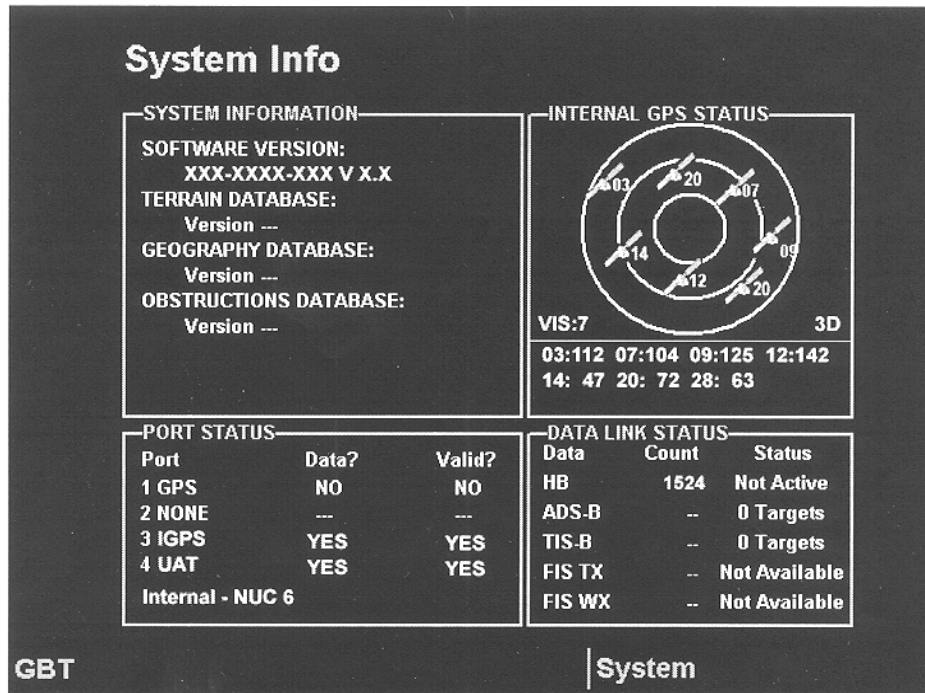 System Info
SYSTEM INFORMATION
SOFTWARE VERSION:
XXX-XXXX-XXX V X.X
TERRAIN DATABASE:
Version ---
GEOGRAPHY DATABASE:
Version ---
OBSTRUCTIONS DATABASE:
Version ---
INTERNAL GPS STATUS
03 20 07
14 09
12 20
VIS:7 3D
03:112 07:104 09:125 12:142
14: 47 20: 72 28: 63
PORT STATUS
Port Data? Valid?
1 GPS NO NO
2 NONE --- ---
3 IGPS YES YES
4 UAT YES YES
Internal - NUC 6
DATA LINK STATUS
Data Count Status
HB 1524 Not Active
ADS-B -- 0 Targets
TIS-B -- 0 Targets
FIS TX -- Not Available
FIS WX -- Not Available
GBT System